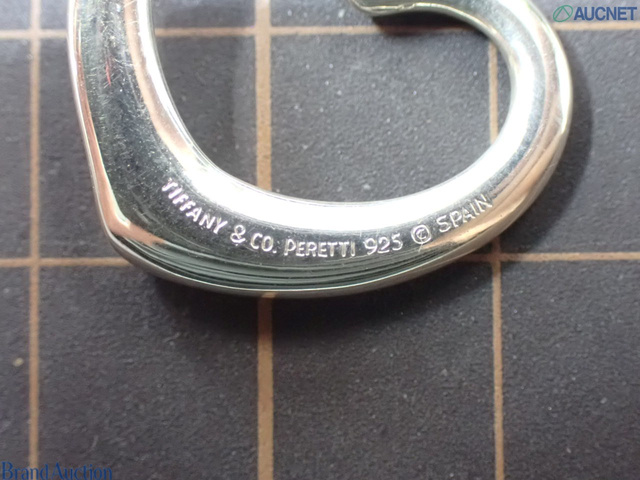 AUCNET
TIFFANY & CO. PERETTI 925 © SPAIN
Brand Auction